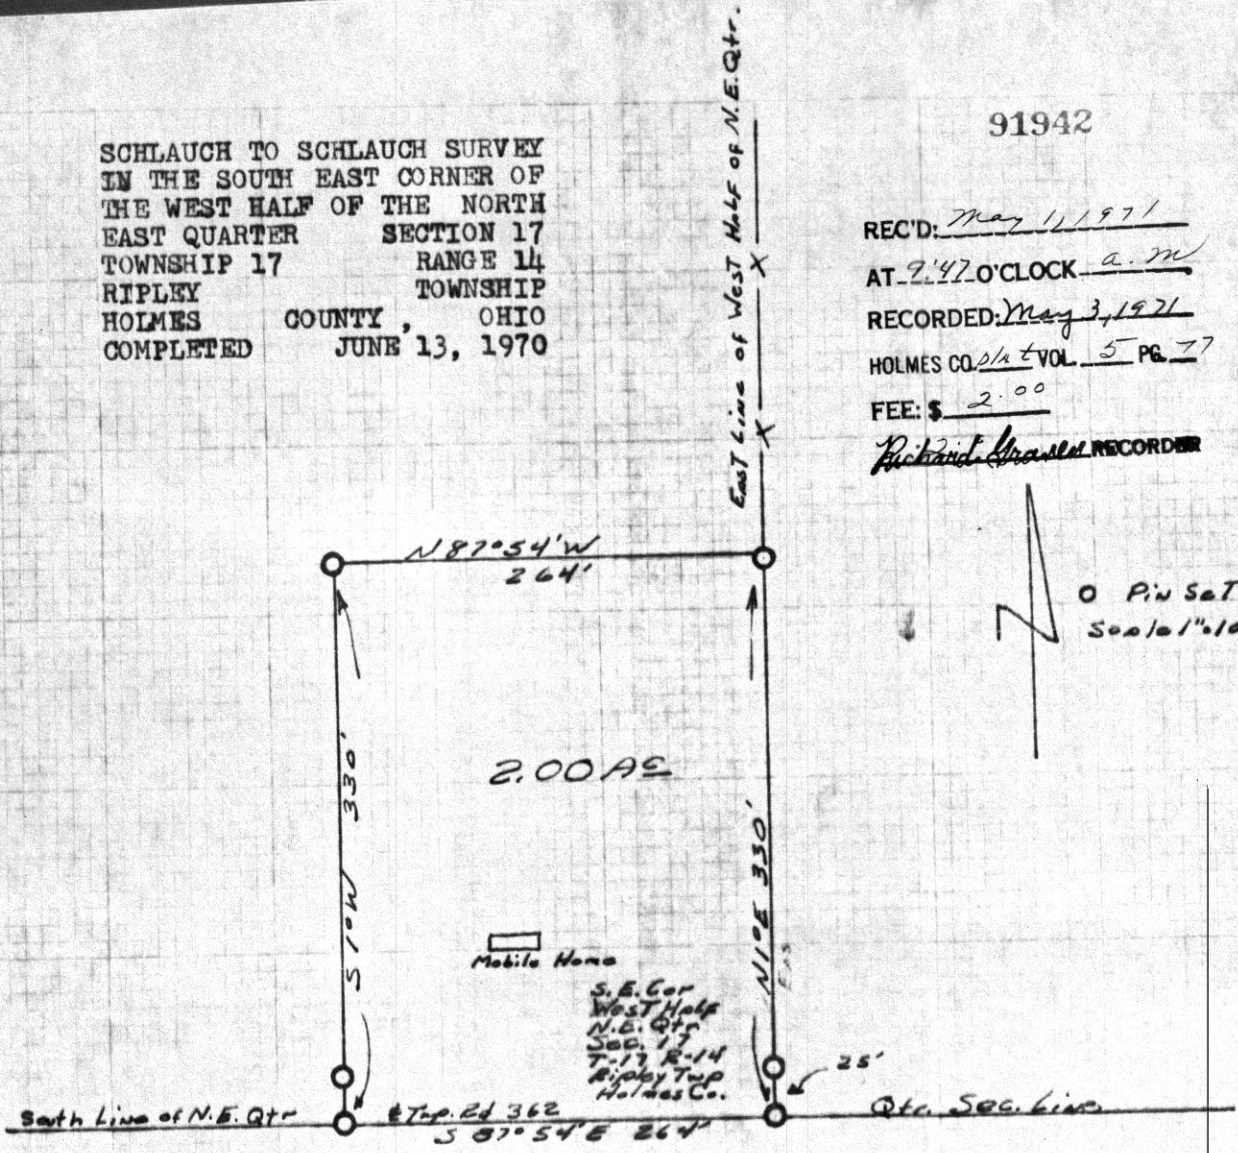 91942
SCHLAUCH TO SCHLAUCH SURVEY
IN THE SOUTH EAST CORNER OF
THE WEST HALF OF THE NORTH
EAST QUARTER SECTION 17
TOWNSHIP 17 RANGE 14
RIPLEY TOWNSHIP
HOLMES COUNTY, OHIO
COMPLETED JUNE 13, 1970
East Line of West Half of N.E. Qtr.
REC'D: May 1, 1971
AT 9:47 O'CLOCK a.m
RECORDED: May 3, 1971
HOLMES CO. plat VOL. 5 PG. 77
FEE: $ 2.00
Richard RECORDER
O Pin Set
Scale 1"
N 87°54' W
264'
2.00 Ac
S 1° W 330'
N 1° E 330'
Mobile Home
S.E. Cor
West Half
N.E. Qtr
Sec. 17
T-17 R-14
Ripley Twp
Holmes Co.
25'
South Line of N.E. Qtr
℄ Twp. Rd 362
Qtr. Sec. Line
S 87°54' E 264'